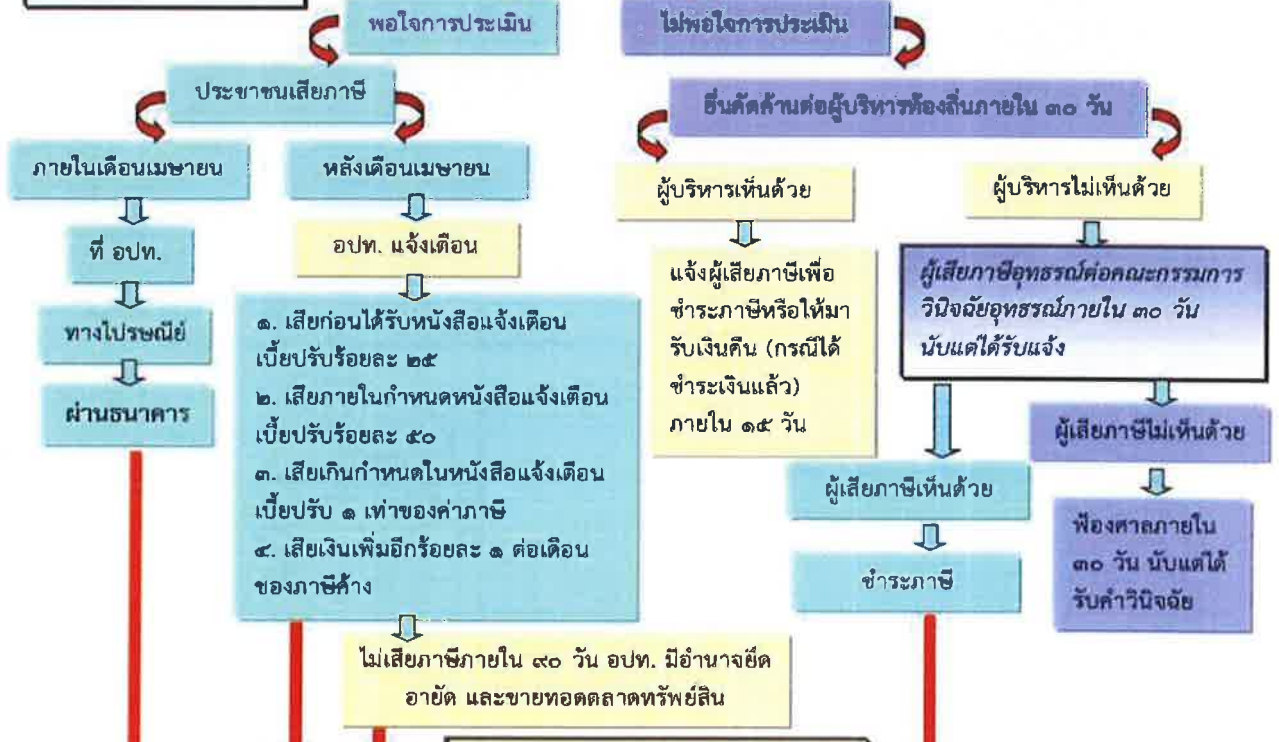 พอใจการประเมิน
ไม่พอใจการประเมิน
ประชาชนเสียภาษี
ยื่นคัดค้านต่อผู้บริหารท้องถิ่นภายใน ๓๐ วัน
ภายในเดือนเมษายน
หลังเดือนเมษายน
ผู้บริหารเห็นด้วย
ผู้บริหารไม่เห็นด้วย
ที่ อปท.
อปท. แจ้งเตือน
ทางไปรษณีย์
ผ่านธนาคาร
๑. เสียก่อนได้รับหนังสือแจ้งเตือน
เบี้ยปรับร้อยละ ๒๕
๒. เสียภายในกำหนดหนังสือแจ้งเตือน
เบี้ยปรับร้อยละ ๕๐
๓. เสียเกินกำหนดในหนังสือแจ้งเตือน
เบี้ยปรับ ๑ เท่าของค่าภาษี
๔. เสียเงินเพิ่มอีกร้อยละ ๑ ต่อเดือน
ของภาษีค้าง
ไม่เสียภาษีภายใน ๙๐ วัน อปท. มีอำนาจยึด
อายัด และขายทอดตลาดทรัพย์สิน
แจ้งผู้เสียภาษีเพื่อ
ชำระภาษีหรือให้มา
รับเงินคืน (กรณีได้
ชำระเงินแล้ว)
ภายใน ๑๕ วัน
ผู้เสียภาษีอุทธรณ์ต่อคณะกรรมการ
วินิจฉัยอุทธรณ์ภายใน ๓๐ วัน
นับแต่ได้รับแจ้ง
ผู้เสียภาษีเห็นด้วย
ชำระภาษี
ผู้เสียภาษีไม่เห็นด้วย
ฟ้องศาลภายใน
๓๐ วัน นับแต่ได้
รับคำวินิจฉัย